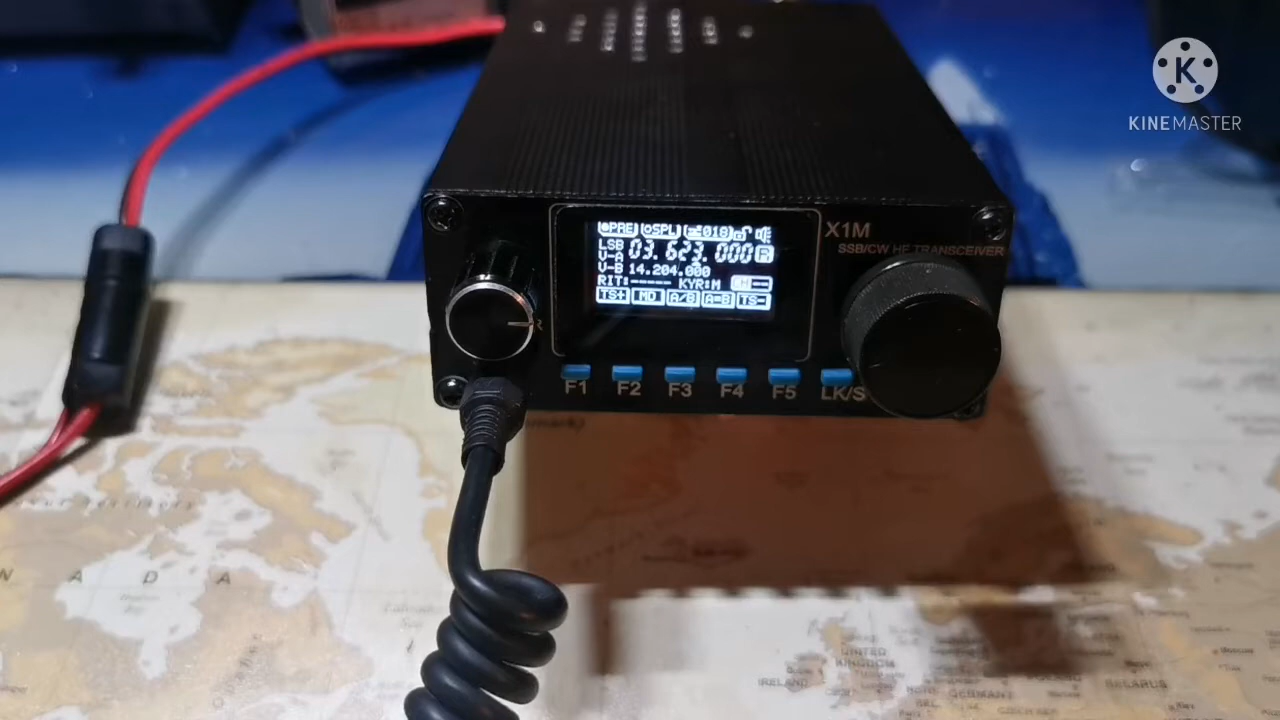 KINEMASTER
X1M
SSB/CW HF TRANSCEIVER
PRE SPL 018
LSB
V-A 03.623.000 R
V-B 14.204.000
RIT:----- KYR:M
TS+ MD A/B A=B TS-
F1 F2 F3 F4 F5 LK/S
N A D A
UNITED
KINGDOM
IRELAND
GERMANY
BELARUS